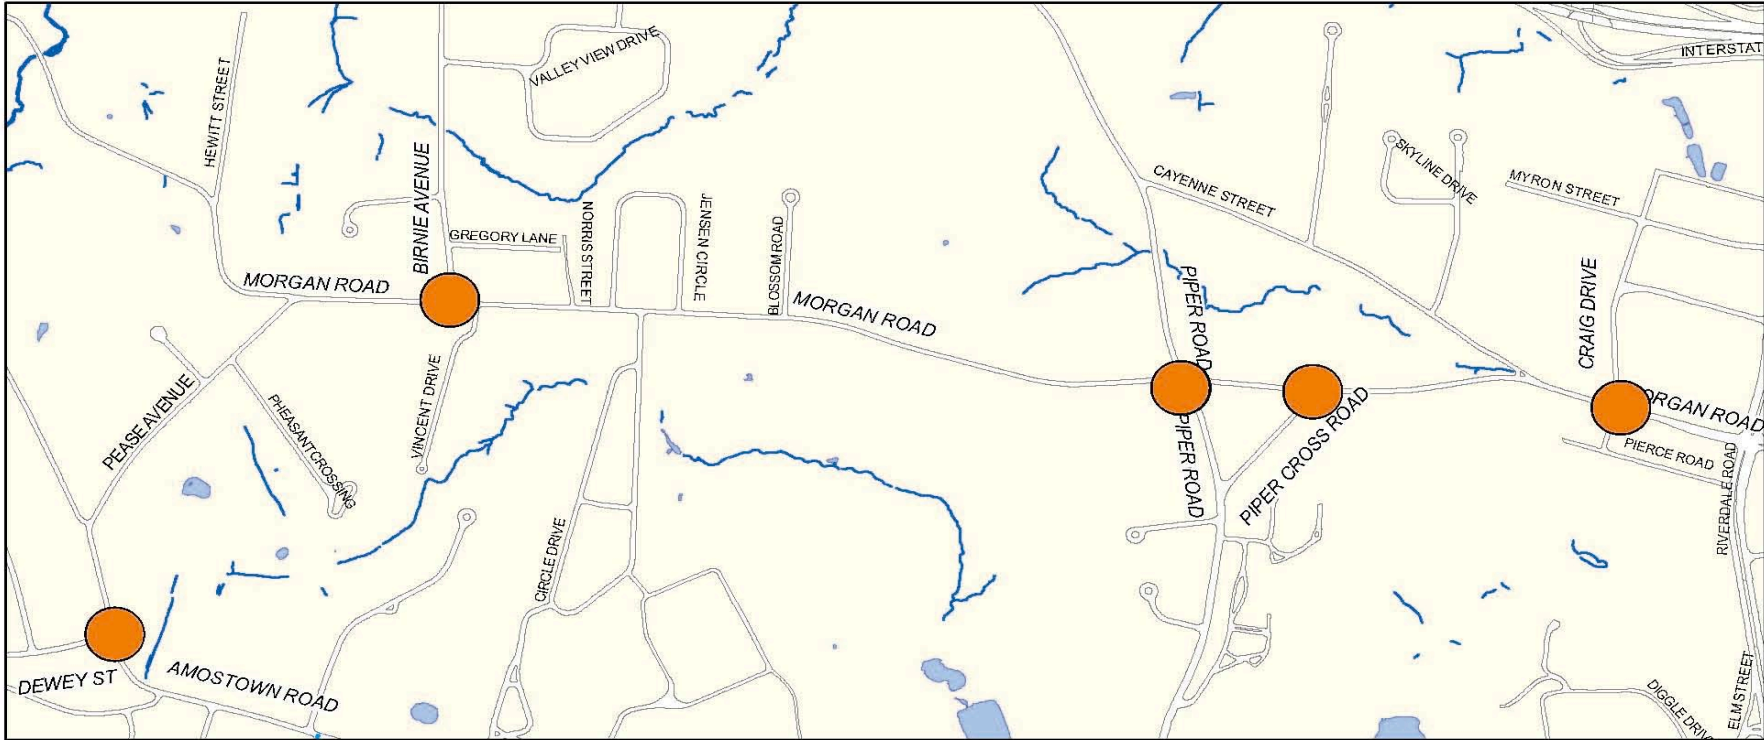 INTERSTAT
VALLEY VIEW DRIVE
HEWITT STREET
BIRNIE AVENUE
SKYLINE DRIVE
CAYENNE STREET
MYRON STREET
GREGORY LANE
NORRIS STREET
JENSEN CIRCLE
BLOSSOM ROAD
MORGAN ROAD
MORGAN ROAD
PIPER ROAD
CRAIG DRIVE
PEASE AVENUE
PHEASANT CROSSING
VINCENT DRIVE
PIPER ROAD
PIPER CROSS ROAD
ORGAN ROAD
PIERCE ROAD
RIVERDALE ROAD
CIRCLE DRIVE
DEWEY ST
AMOSTOWN ROAD
DIGGLE DRIV
ELM STREET